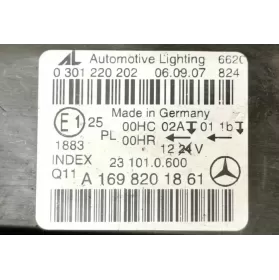 AL Automotive Lighting 662
0 301 220 202 06.09.07 824
Made in Germany
E1 25 00HC 02A 01 1b
PL 00HR
1883 12 24V
INDEX 23 101.0.600
Q11 A 169 820 18 61